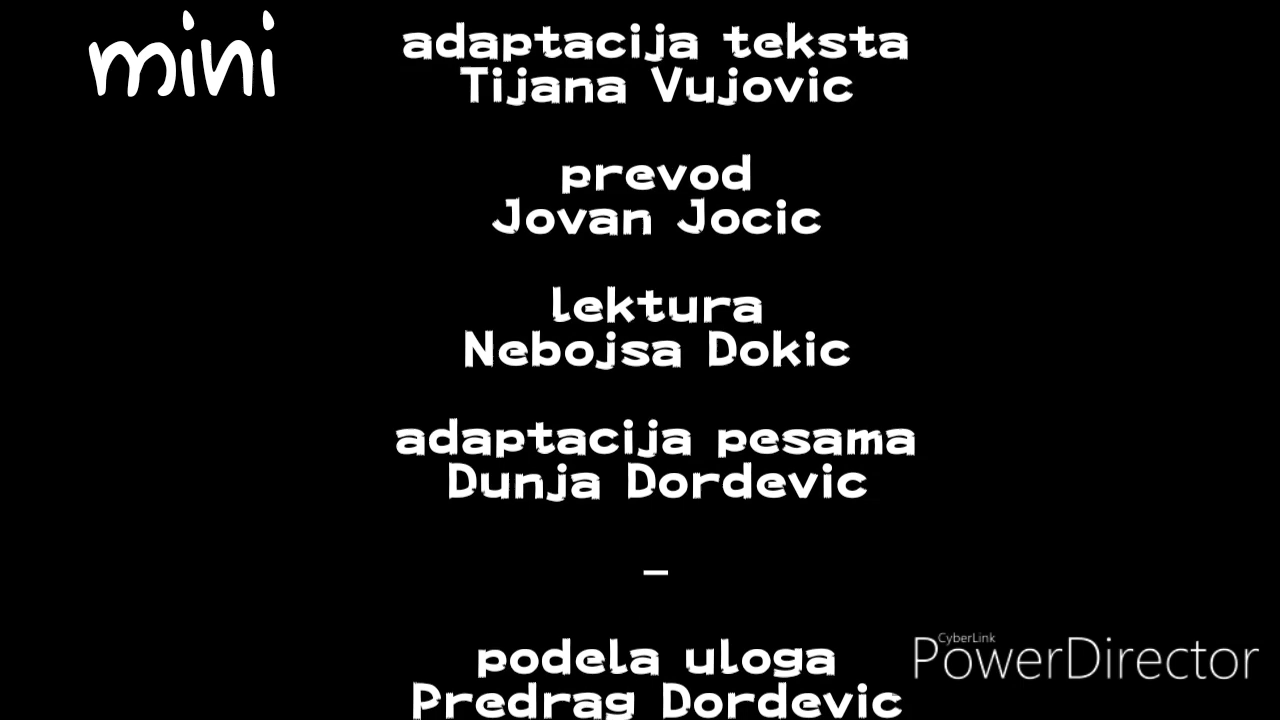 mini
adaptacija teksta
Tijana Vujovic
prevod
Jovan Jocic
lektura
Nebojsa Dokic
adaptacija pesama
Dunja Dordevic
–
podela uloga
Predrag Dordevic
CyberLink
PowerDirector